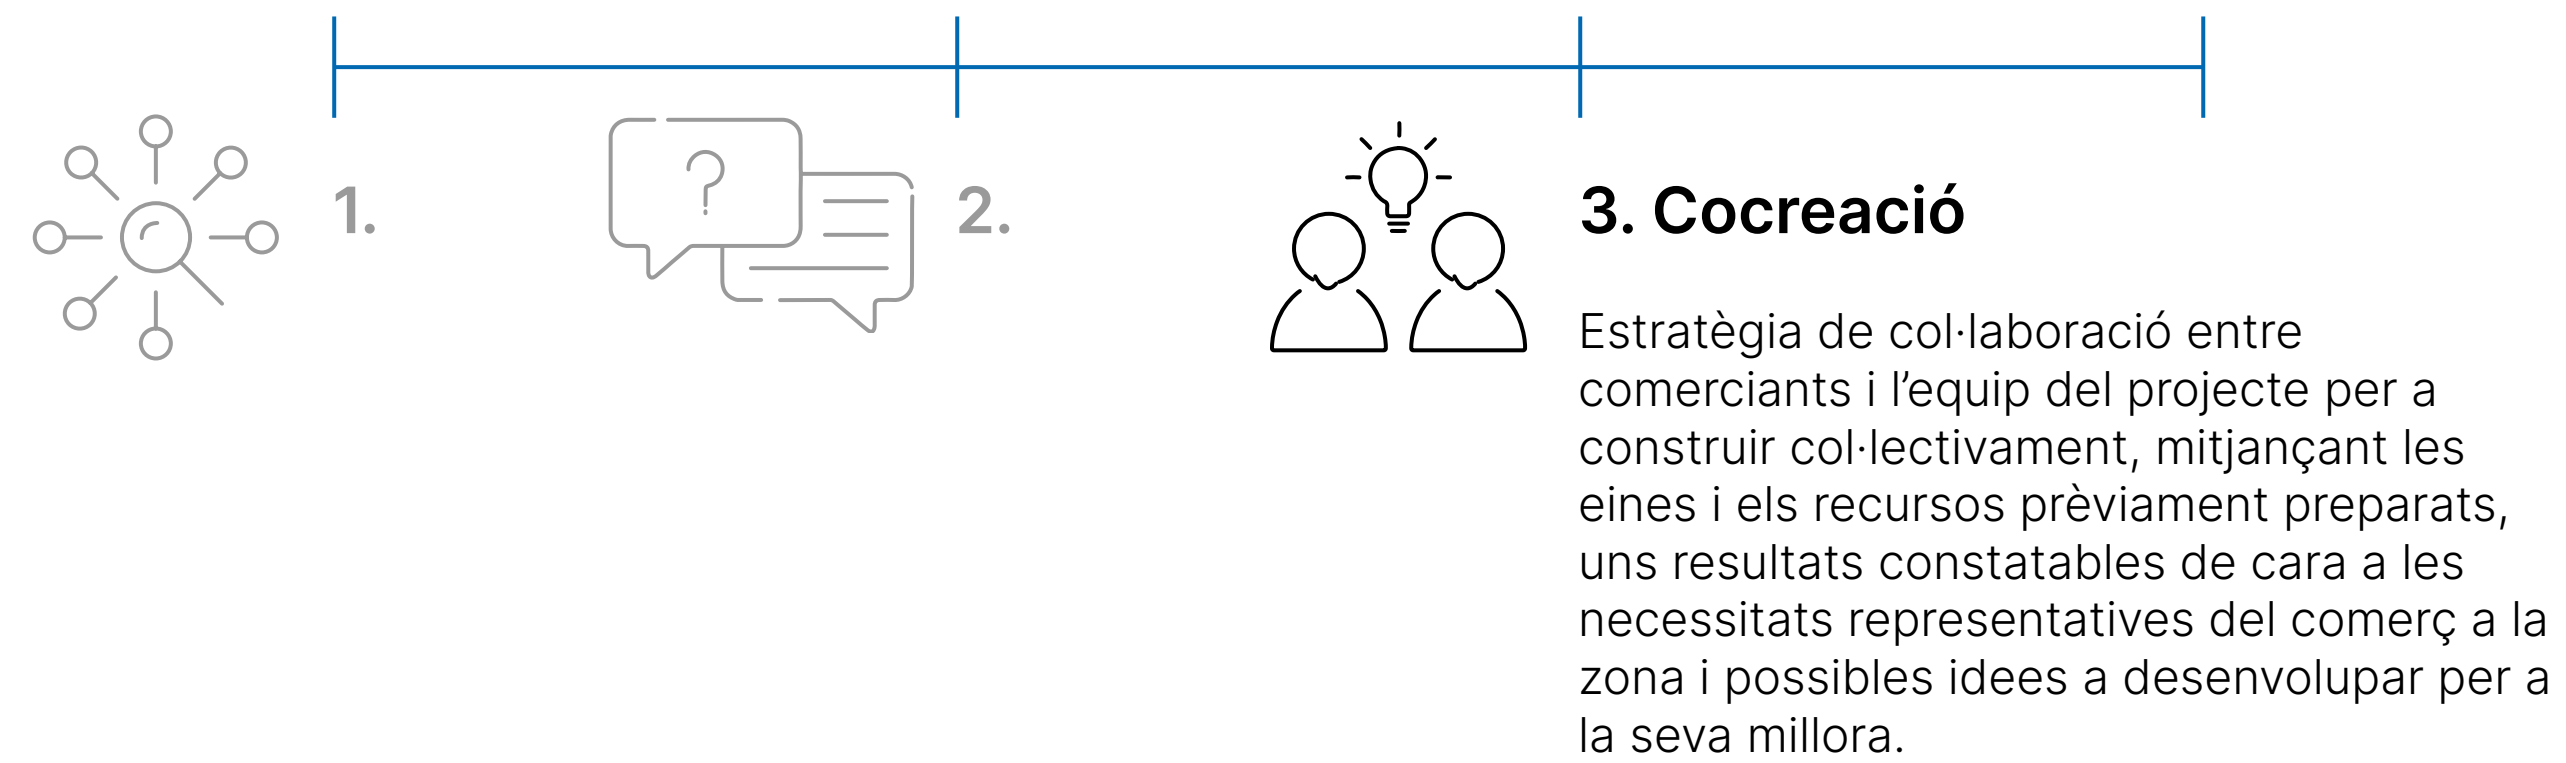 1.
2.
3. Cocreació
Estratègia de col·laboració entre
comerciants i l’equip del projecte per a
construir col·lectivament, mitjançant les
eines i els recursos prèviament preparats,
uns resultats constatables de cara a les
necessitats representatives del comerç a la
zona i possibles idees a desenvolupar per a
la seva millora.